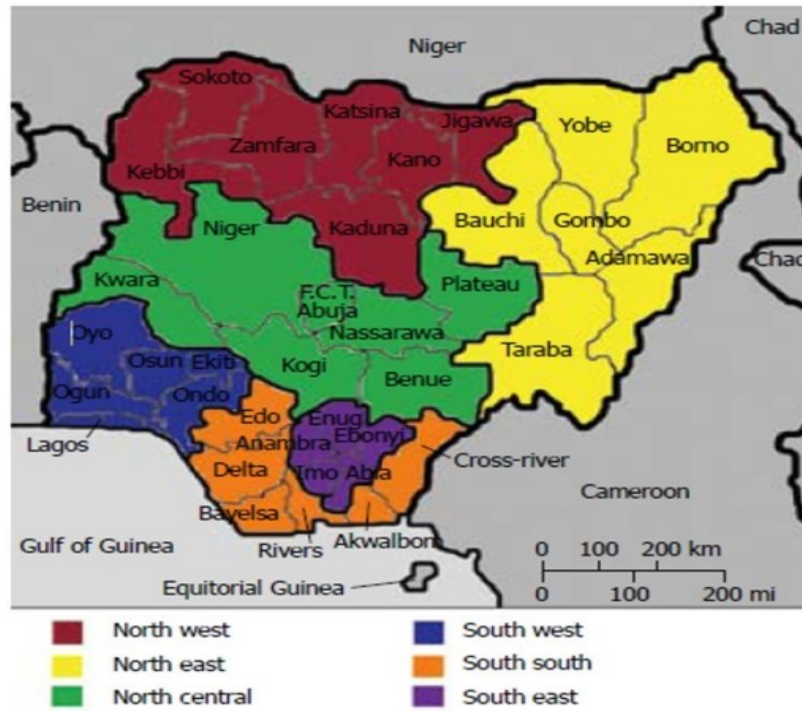 Chad
Niger
Sokoto
Katsina
Jigawa
Yobe
Borno
Zamfara
Kano
Kebbi
Benin
Bauchi
Gombo
Niger
Kaduna
Adamawa
Chad
Kwara
F.C.T.
Abuja
Plateau
Nassarawa
Oyo
Taraba
Osun
Ekiti
Kogi
Benue
Ogun
Ondo
Edo
Enug
Ebonyi
Anambra
Lagos
Delta
Imo
Abia
Cross-river
Cameroon
Bayelsa
Gulf of Guinea
Rivers
Akwalbom
0 100 200 km
Equitorial Guinea
0 100 200 mi
North west
South west
North east
South south
North central
South east